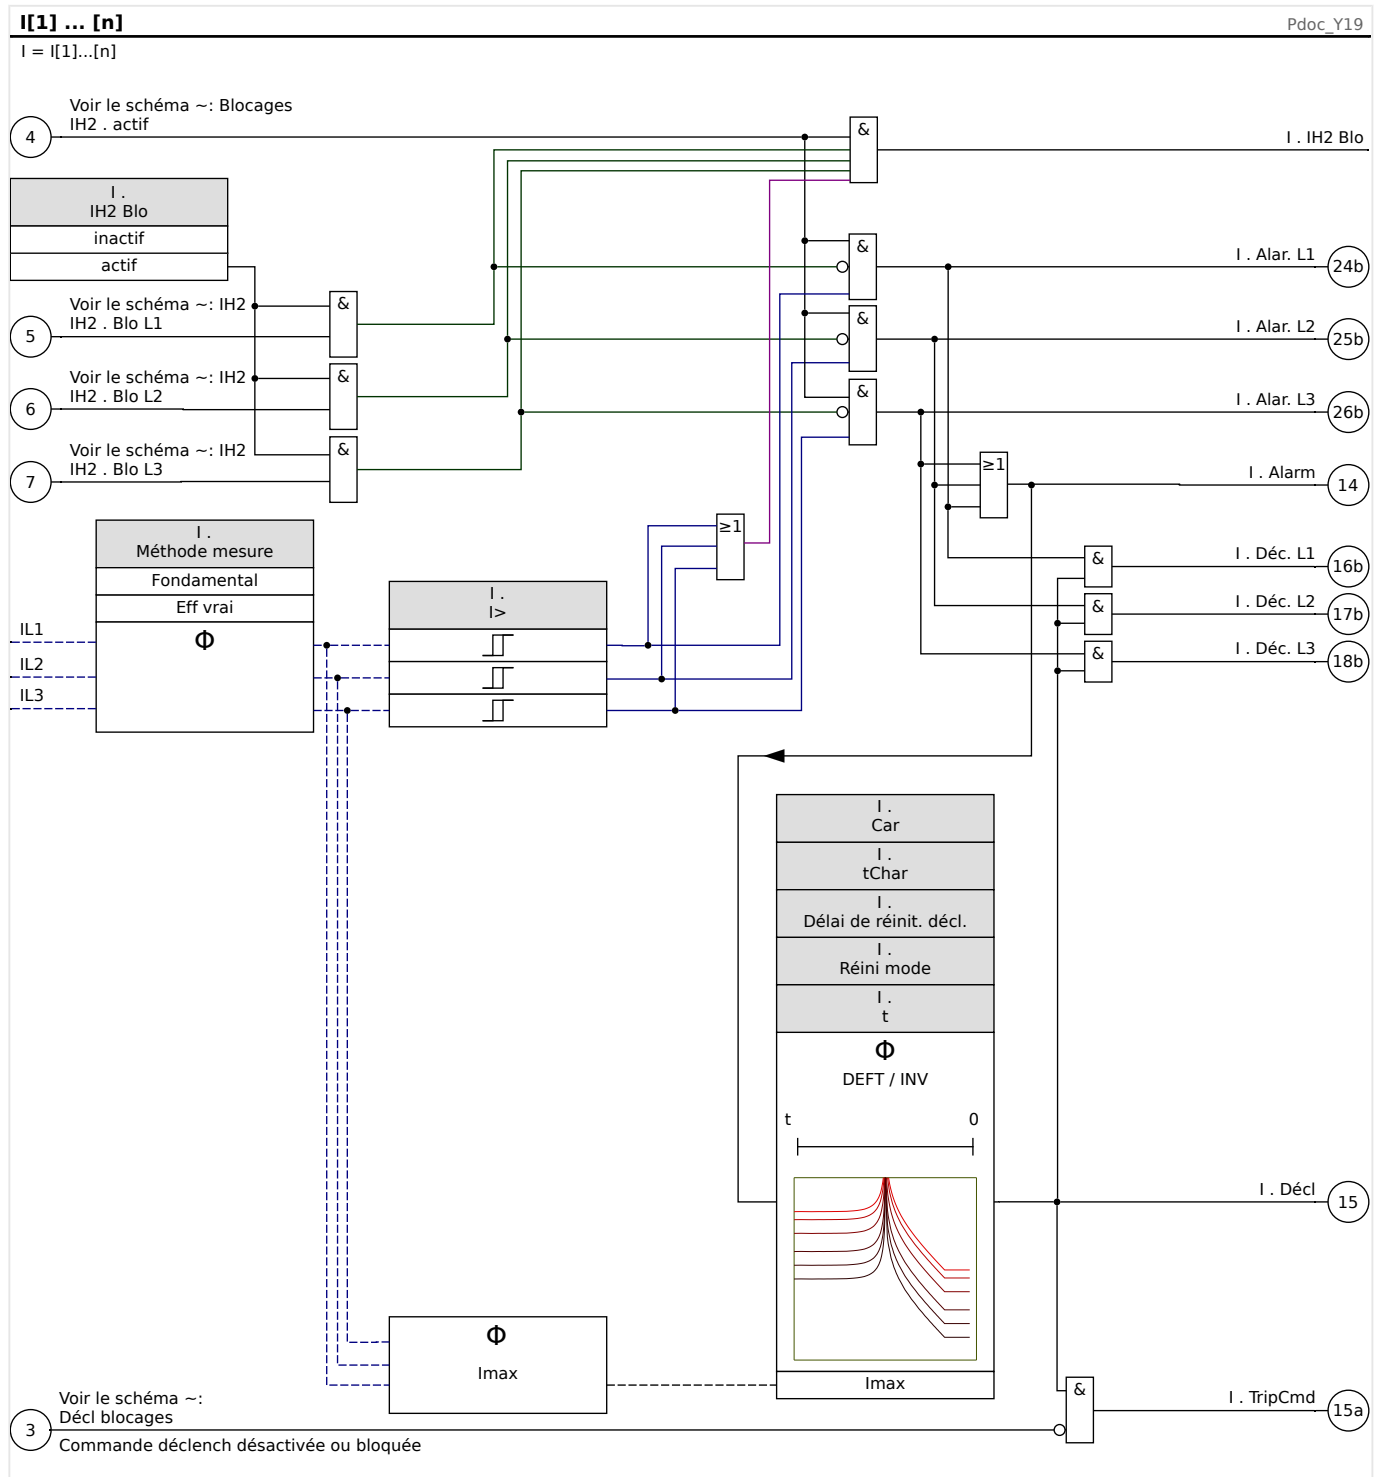 I[1] ... [n]
Pdoc_Y19
I = I[1]...[n]
Voir le schéma ~: Blocages
IH2 . actif
4
&
I . IH2 Blo
I .
IH2 Blo
inactif
actif
&
I . Alar. L1
24b
Voir le schéma ~: IH2
IH2 . Blo L1
5
&
&
I . Alar. L2
25b
Voir le schéma ~: IH2
IH2 . Blo L2
6
&
&
I . Alar. L3
26b
Voir le schéma ~: IH2
IH2 . Blo L3
7
&
≥1
I . Alarm
14
I .
Méthode mesure
Fondamental
Eff vrai
Φ
IL1
IL2
IL3
≥1
I .
I>
&
I . Déc. L1
16b
&
I . Déc. L2
17b
&
I . Déc. L3
18b
I .
Car
I .
tChar
I .
Délai de réinit. décl.
I .
Réini mode
I .
t
Φ
DEFT / INV
t
0
I . Décl
15
Φ
Imax
Imax
Voir le schéma ~:
Décl blocages
3
Commande déclench désactivée ou bloquée
&
I . TripCmd
15a